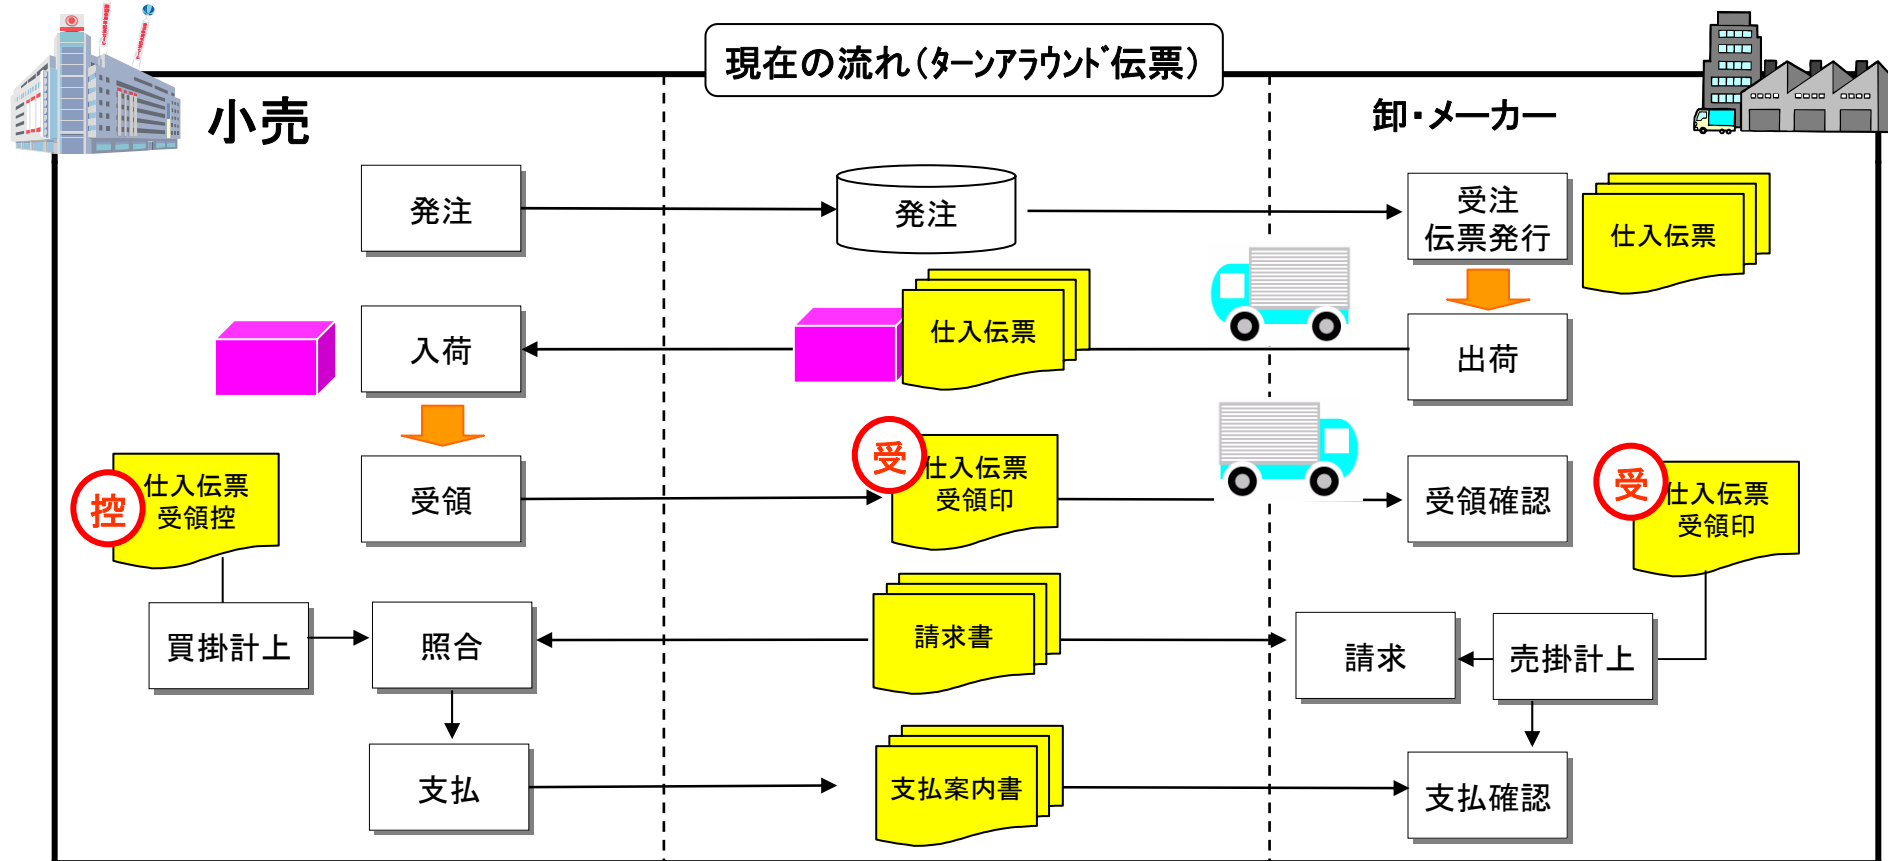 現在の流れ(ﾀｰﾝｱﾗｳﾝﾄﾞ伝票)
小売
卸・メーカー
発注
発注
受注
伝票発行
仕入伝票
入荷
仕入伝票
出荷
控
仕入伝票
受領控
受領
受
仕入伝票
受領印
受領確認
受
仕入伝票
受領印
買掛計上
照合
請求書
請求
売掛計上
支払
支払案内書
支払確認